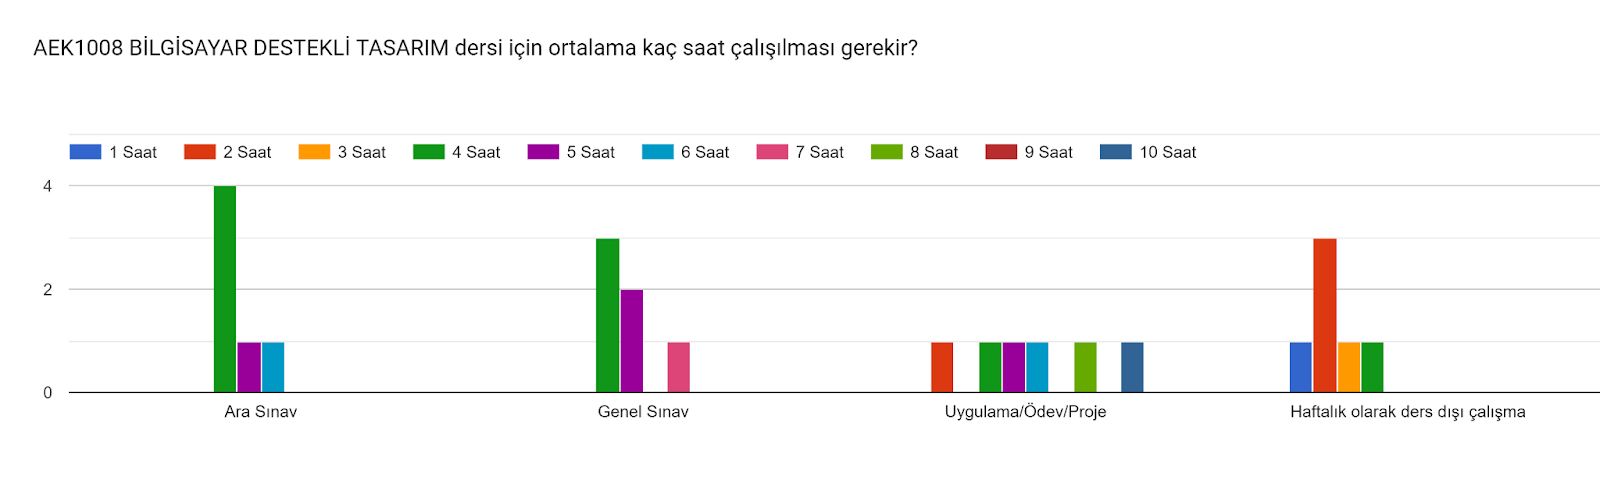 AEK1008 BİLGİSAYAR DESTEKLİ TASARIM dersi için ortalama kaç saat çalışılması gerekir?
1 Saat 2 Saat 3 Saat 4 Saat 5 Saat 6 Saat 7 Saat 8 Saat 9 Saat 10 Saat
4
2
0
Ara Sınav Genel Sınav Uygulama/Ödev/Proje Haftalık olarak ders dışı çalışma